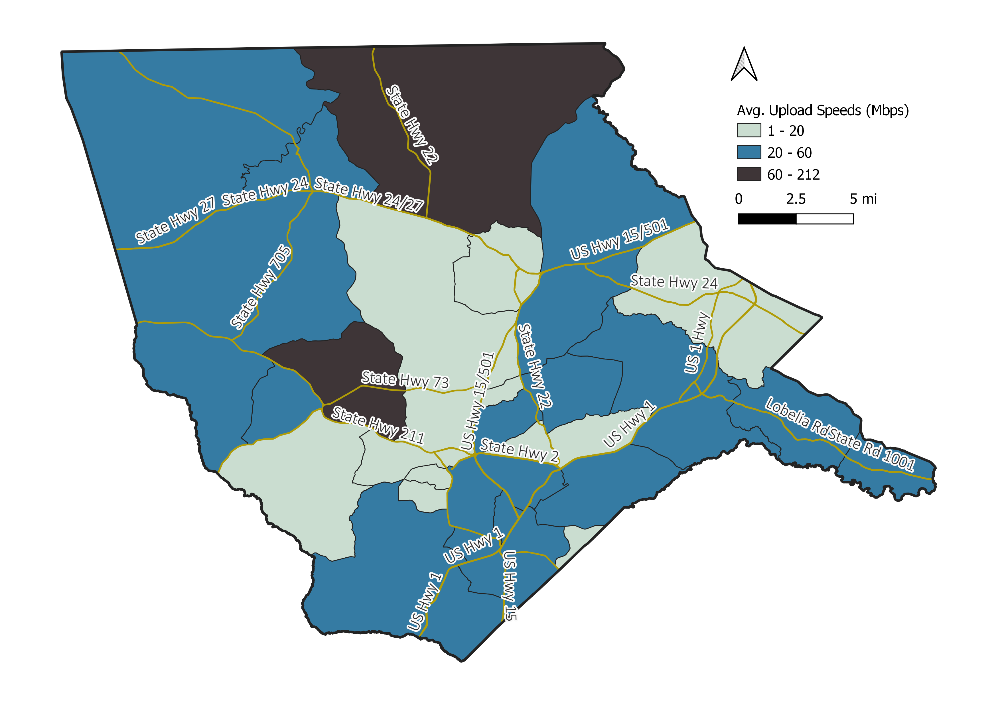 State Hwy 22
Avg. Upload Speeds (Mbps)
1 - 20
20 - 60
60 - 212
0 2.5 5 mi
State Hwy 27
State Hwy 24
State Hwy 24/27
US Hwy 15/501
State Hwy 705
State Hwy 24
US 1 Hwy
State Hwy 22
State Hwy 73
US Hwy 15/501
US Hwy 1
Lobelia RdState Rd 1001
State Hwy 211
State Hwy 2
US Hwy 1
US Hwy 1
US Hwy 15